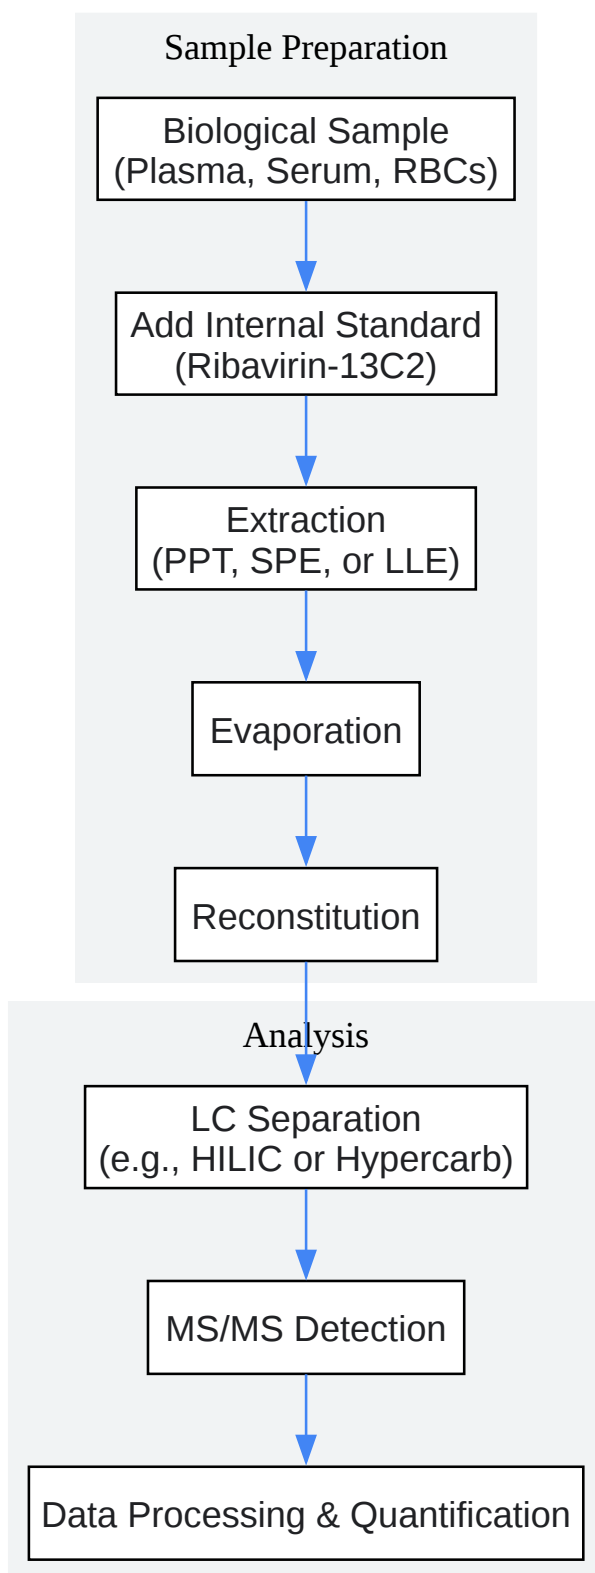 Sample Preparation
Biological Sample
(Plasma, Serum, RBCs)
Add Internal Standard
(Ribavirin-13C2)
Extraction
(PPT, SPE, or LLE)
Evaporation
Reconstitution
Analysis
LC Separation
(e.g., HILIC or Hypercarb)
MS/MS Detection
Data Processing & Quantification